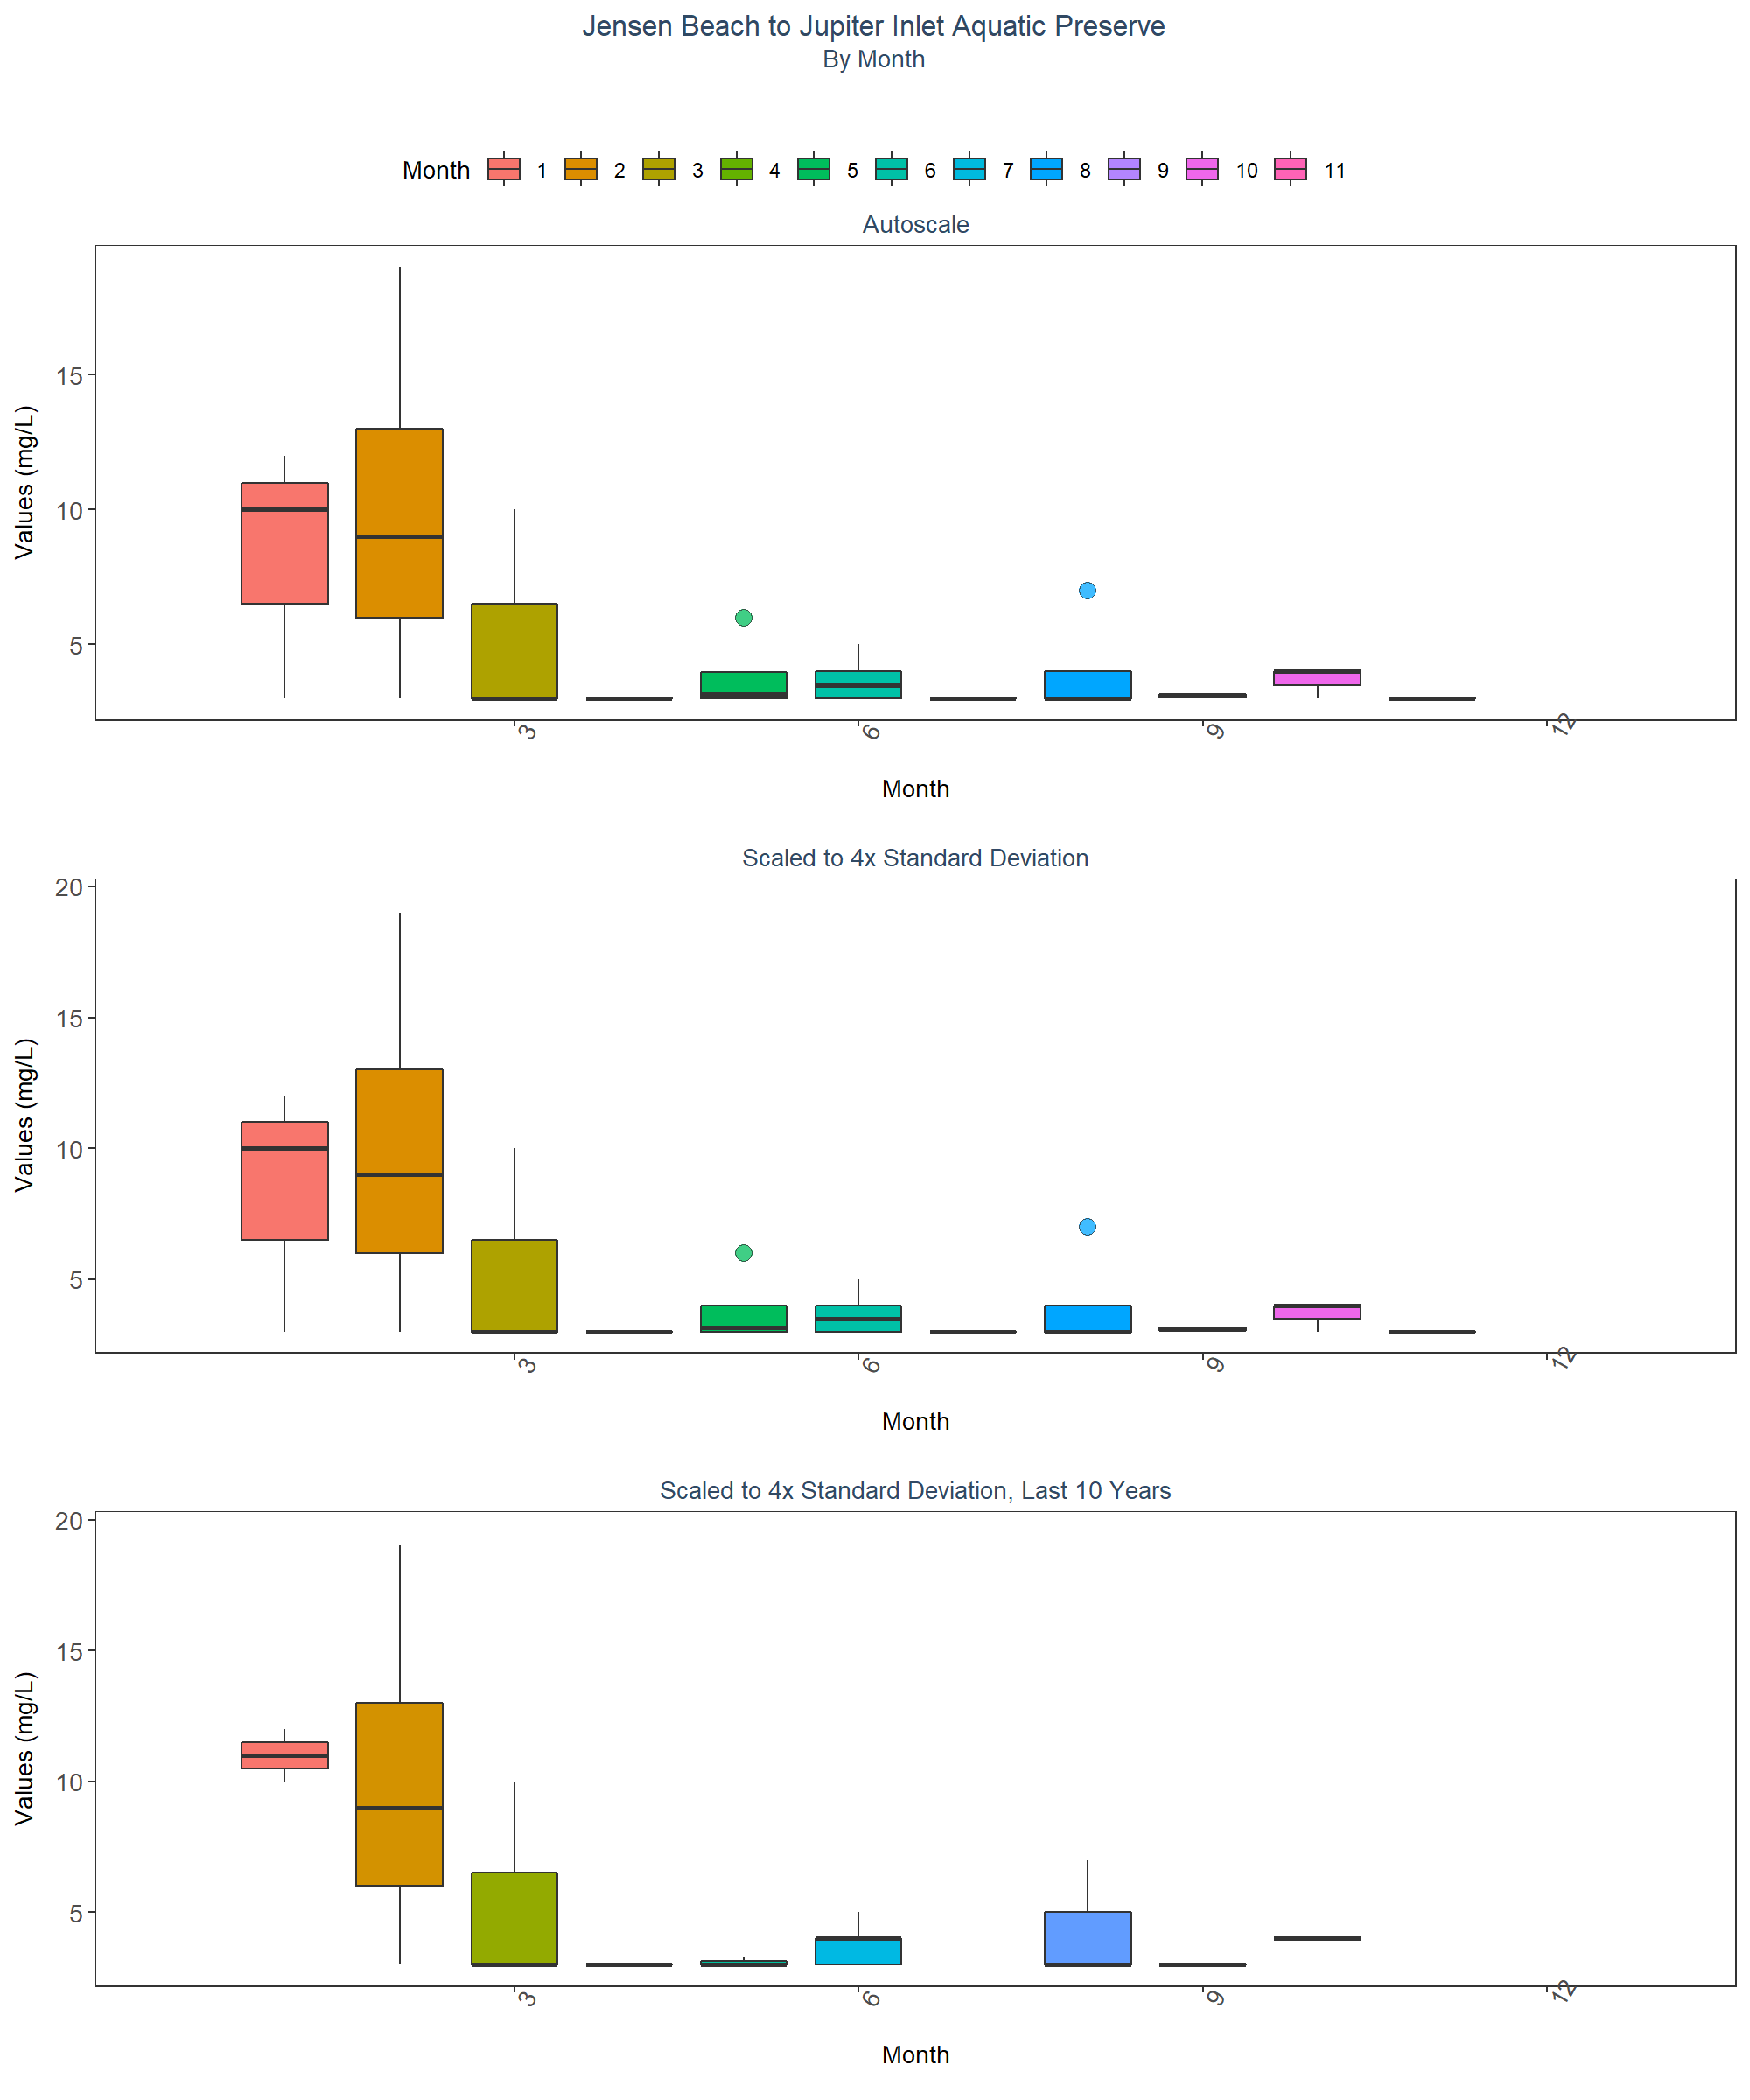 Jensen Beach to Jupiter Inlet Aquatic Preserve
By Month
Month 1 2 3 4 5 6 7 8 9 10 11
Autoscale
Values (mg/L)
15
10
5
3 6 9 12
Month
Scaled to 4x Standard Deviation
Values (mg/L)
20
15
10
5
3 6 9 12
Month
Scaled to 4x Standard Deviation, Last 10 Years
Values (mg/L)
20
15
10
5
3 6 9 12
Month